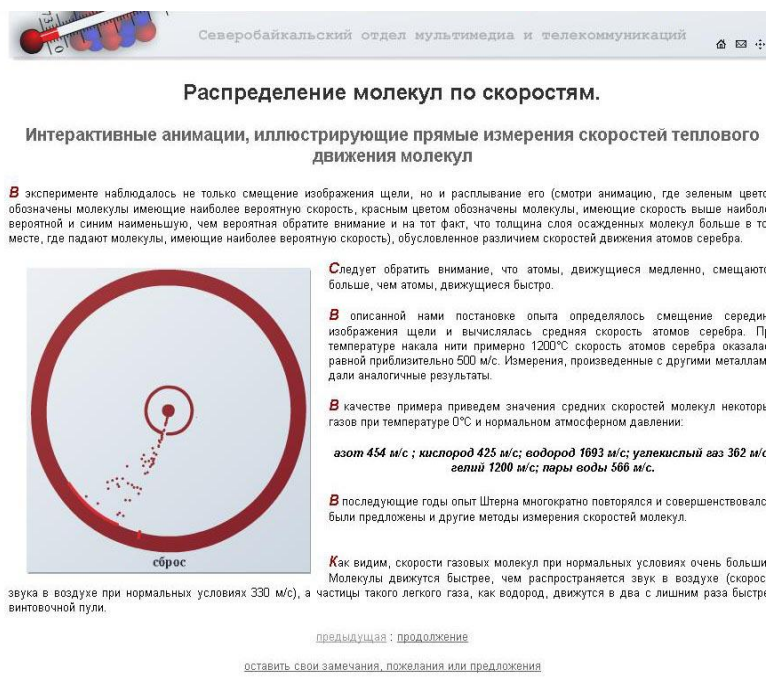 Северобайкальский отдел мультимедиа и телекоммуникаций
Распределение молекул по скоростям.
Интерактивные анимации, иллюстрирующие прямые измерения скоростей теплового
движения молекул
В эксперименте наблюдалось не только смещение изображения щели, но и расплывание его (смотри анимацию, где зеленым цвето
обозначены молекулы имеющие наиболее вероятную скорость, красным цветом обозначены молекулы, имеющие скорость выше наибол
вероятной и синим наименьшую, чем вероятная обратите внимание и на тот факт, что толщина слоя осажденных молекул больше в то
месте, где падают молекулы, имеющие наиболее вероятную скорость), обусловленное различием скоростей движения атомов серебра.
Следует обратить внимание, что атомы, движущиеся медленно, смещают
больше, чем атомы, движущиеся быстро.
В описанной нами постановке опыта определялось смещение середин
изображения щели и вычислялась средняя скорость атомов серебра. Пр
температуре накала нити примерно 1200°С скорость атомов серебра оказалас
равной приблизительно 500 м/с. Измерения, произведенные с другими металлам
дали аналогичные результаты.
В качестве примера приведем значения средних скоростей молекул некоторы
газов при температуре 0°С и нормальном атмосферном давлении:
азот 454 м/с ; кислород 425 м/с; водород 1693 м/с; углекислый газ 362 м/с
гелий 1200 м/с; пары воды 566 м/с.
В последующие годы опыт Штерна многократно повторялся и совершенствовалс
были предложены и другие методы измерения скоростей молекул.
сброс
Как видим, скорости газовых молекул при нормальных условиях очень больши
Молекулы движутся быстрее, чем распространяется звук в воздухе (скорос
звука в воздухе при нормальных условиях 330 м/с), а частицы такого легкого газа, как водород, движутся в два с лишним раза быстре
винтовочной пули.
предыдущая : продолжение
оставить свои замечания, пожелания или предложения